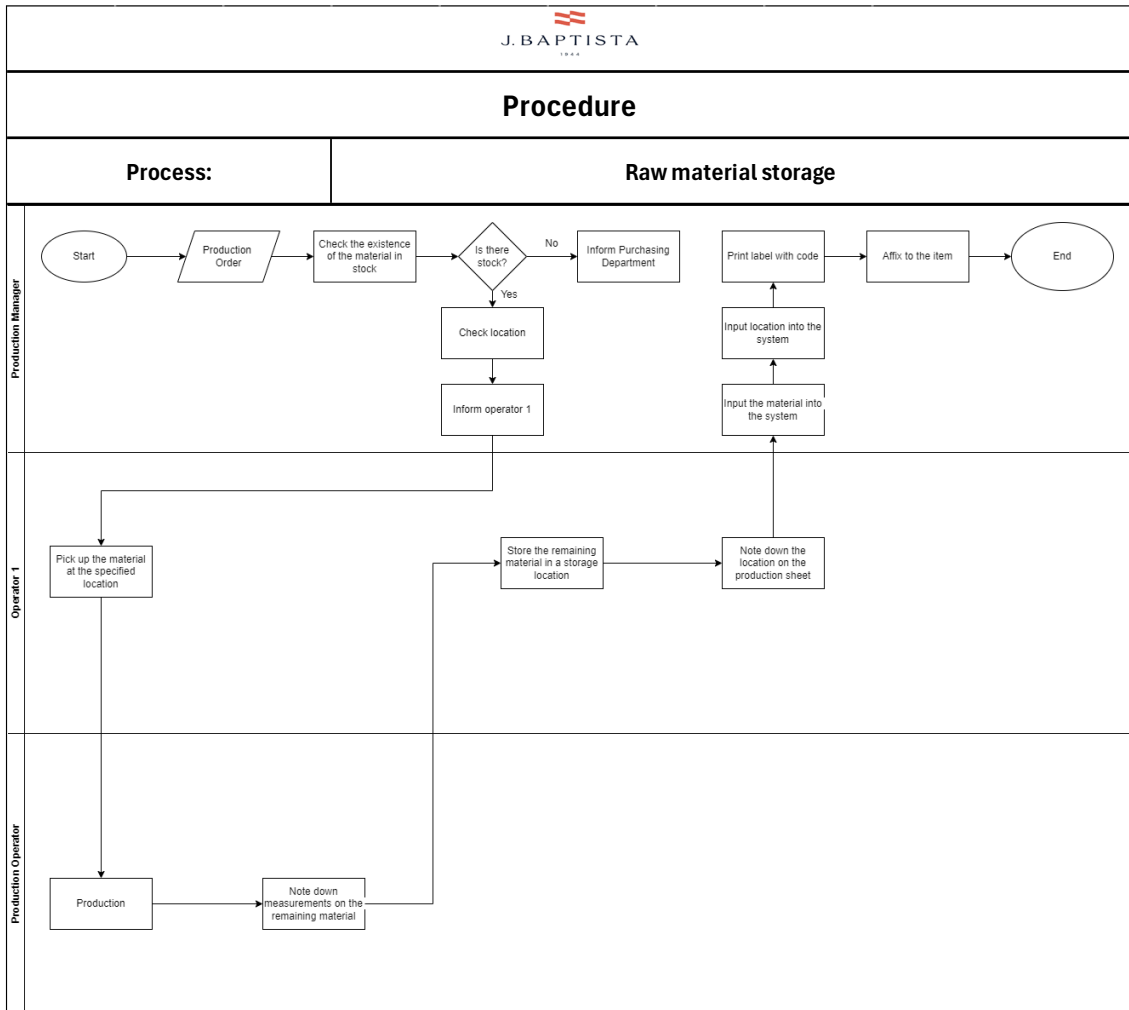 J.BAPTISTA
1944
Procedure
Process:
Raw material storage
Production Manager
Start
Production
Order
Check the existence
of the material in
stock
Is there
stock?
No
Inform Purchasing
Department
Yes
Check location
Inform operator 1
Print label with code
Affix to the item
End
Input location into the
system
Input the material into
the system
Operator 1
Pick up the material
at the specified
location
Store the remaining
material in a storage
location
Note down the
location on the
production sheet
Production Operator
Production
Note down
measurements on the
remaining material